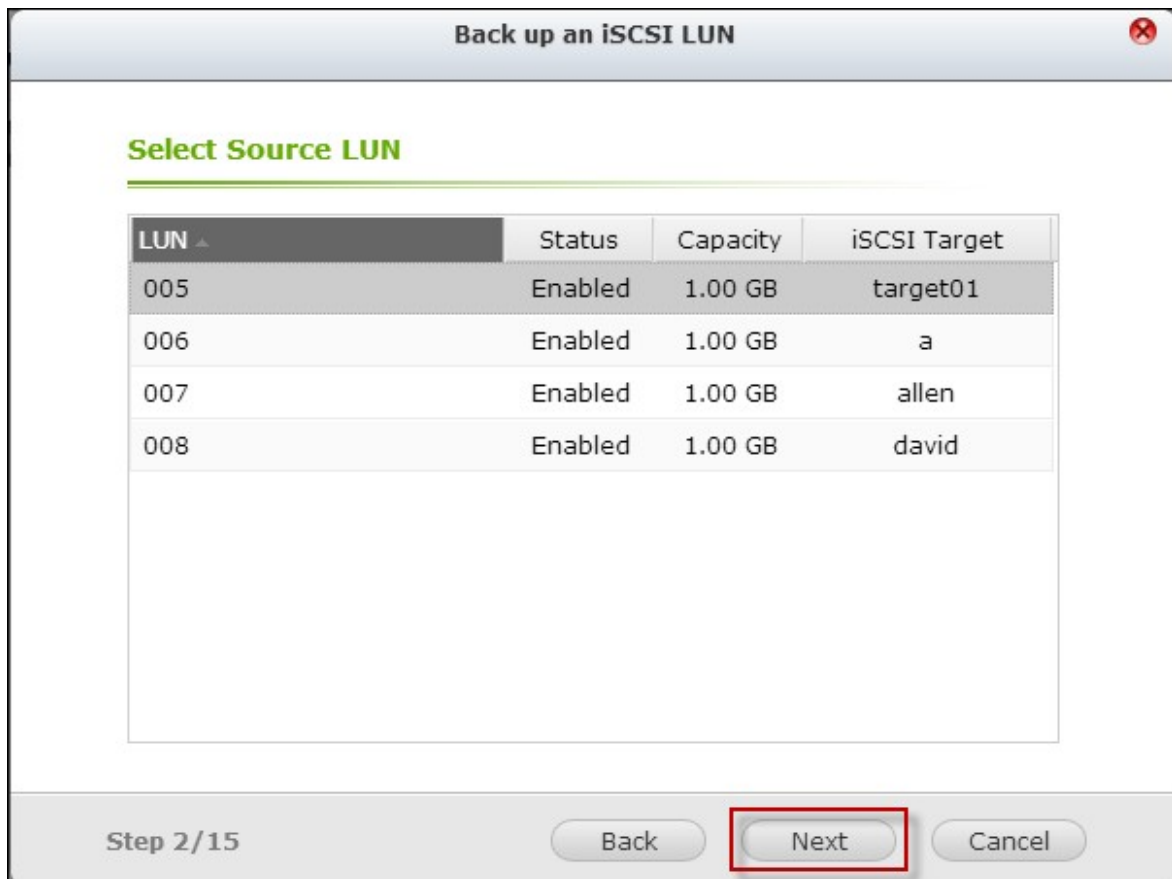 Back up an iSCSI LUN
Select Source LUN
LUN Status Capacity iSCSI Target
005 Enabled 1.00 GB target01
006 Enabled 1.00 GB a
007 Enabled 1.00 GB allen
008 Enabled 1.00 GB david
Step 2/15 Back Next Cancel